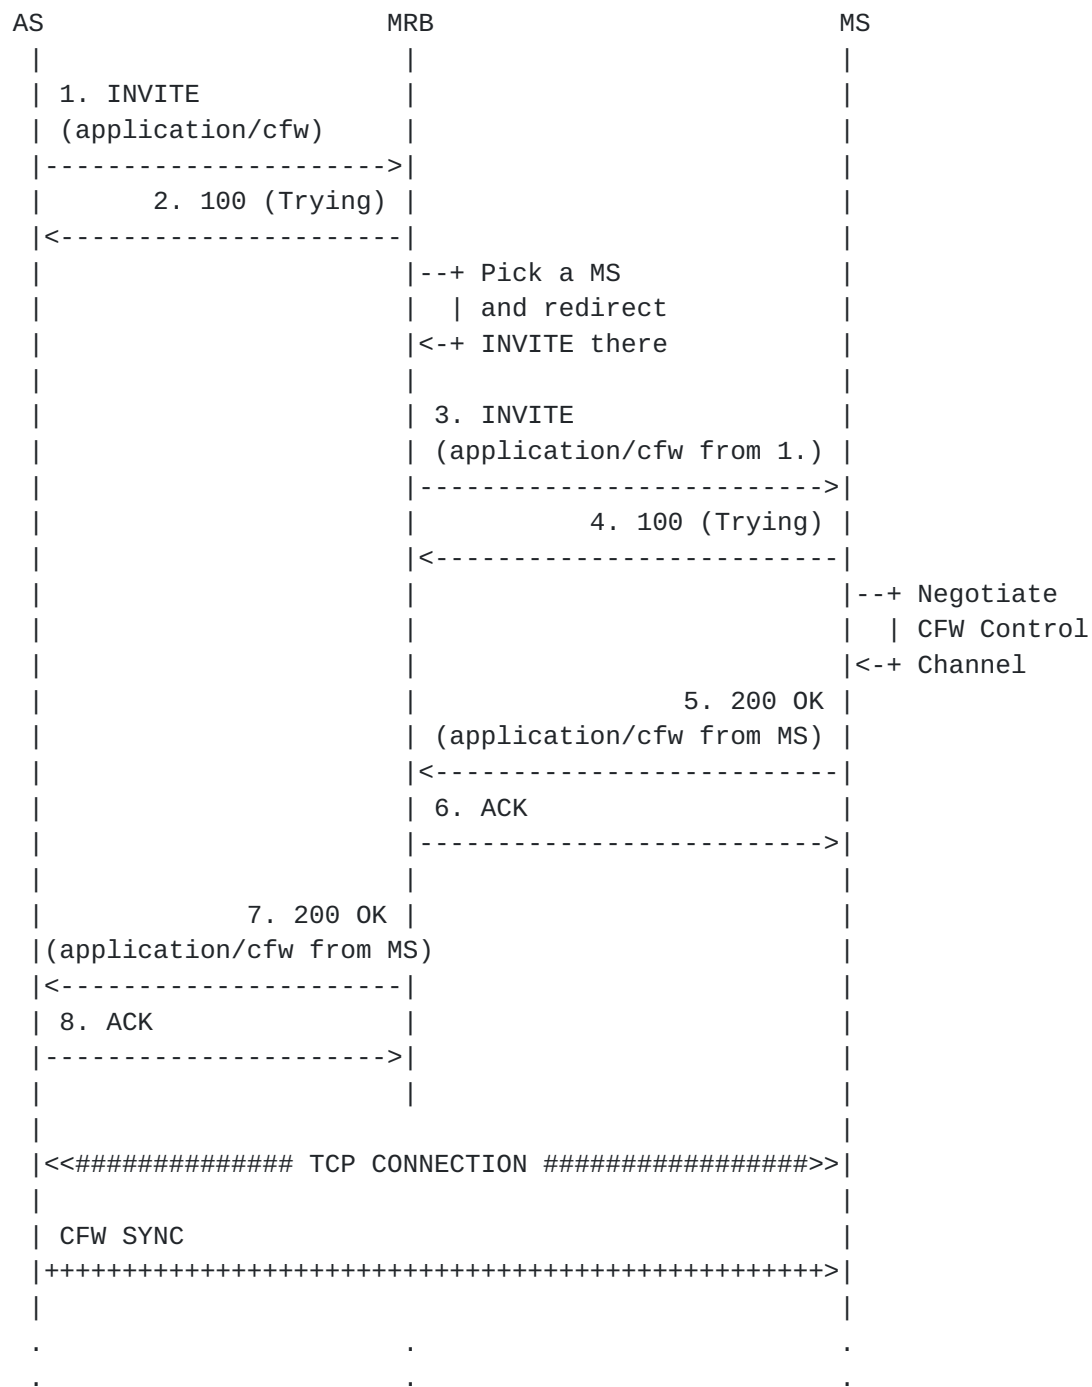 AS MRB MS
1. INVITE
(application/cfw)
2. 100 (Trying)
--+ Pick a MS
| and redirect
<-+ INVITE there
3. INVITE
(application/cfw from 1.)
4. 100 (Trying)
--+ Negotiate
| CFW Control
<-+ Channel
5. 200 OK
(application/cfw from MS)
6. ACK
7. 200 OK
(application/cfw from MS)
8. ACK
<<############## TCP CONNECTION #################>>
CFW SYNC